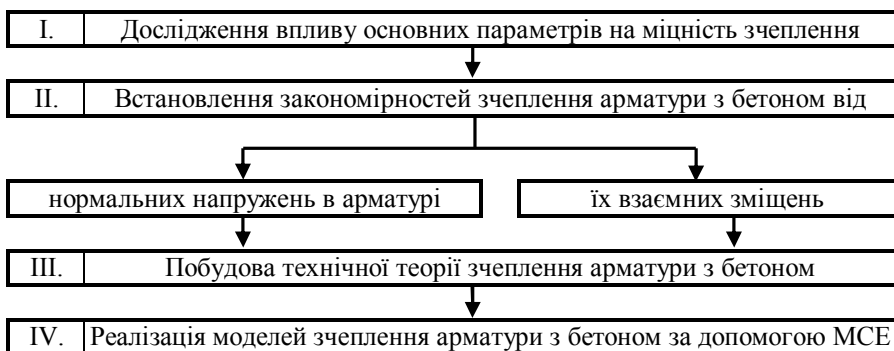 I. Дослідження впливу основних параметрів на міцність зчеплення
II. Встановлення закономірностей зчеплення арматури з бетоном від
нормальних напружень в арматурі
їх взаємних зміщень
III. Побудова технічної теорії зчеплення арматури з бетоном
IV. Реалізація моделей зчеплення арматури з бетоном за допомогою МСЕ